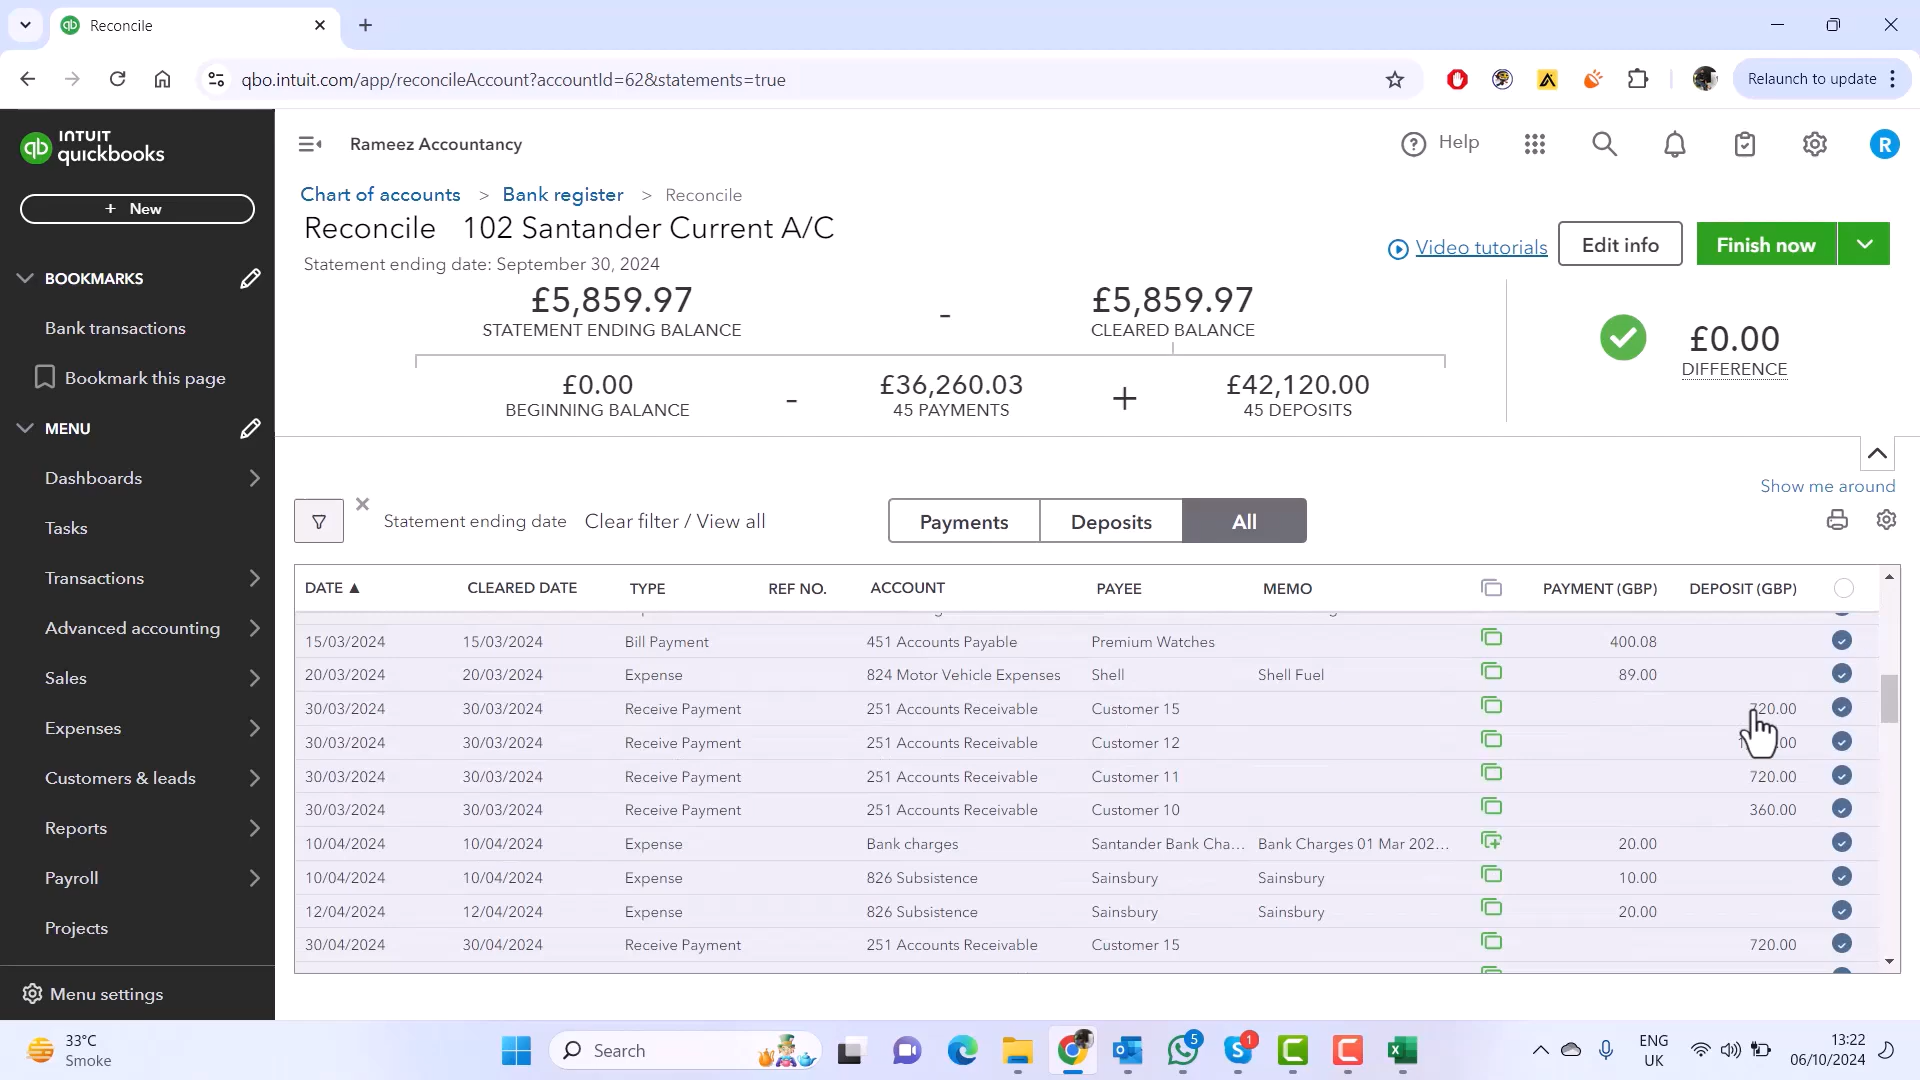 Reconcile
qbo.intuit.com/app/reconcileAccount?accountId=62&statements=true
Relaunch to update
INTUIT
quickbooks
Rameez Accountancy
Help
R
+ New
Chart of accounts > Bank register > Reconcile
Reconcile 102 Santander Current A/C
Statement ending date: September 30, 2024
Video tutorials
Edit info
Finish now
BOOKMARKS
Bank transactions
Bookmark this page
MENU
Dashboards
Tasks
Transactions
Advanced accounting
Sales
Expenses
Customers & leads
Reports
Payroll
Projects
Menu settings
£5,859.97 - £5,859.97
STATEMENT ENDING BALANCE CLEARED BALANCE
£0.00 - £36,260.03 + £42,120.00
BEGINNING BALANCE 45 PAYMENTS 45 DEPOSITS
£0.00
DIFFERENCE
Show me around
Statement ending date Clear filter / View all
Payments Deposits All
DATE ▲ CLEARED DATE TYPE REF NO. ACCOUNT PAYEE MEMO PAYMENT (GBP) DEPOSIT (GBP)
15/03/2024 15/03/2024 Bill Payment 451 Accounts Payable Premium Watches 400.08
20/03/2024 20/03/2024 Expense 824 Motor Vehicle Expenses Shell Shell Fuel 89.00
30/03/2024 30/03/2024 Receive Payment 251 Accounts Receivable Customer 15 720.00
30/03/2024 30/03/2024 Receive Payment 251 Accounts Receivable Customer 12
30/03/2024 30/03/2024 Receive Payment 251 Accounts Receivable Customer 11 720.00
30/03/2024 30/03/2024 Receive Payment 251 Accounts Receivable Customer 10 360.00
10/04/2024 10/04/2024 Expense Bank charges Santander Bank Cha... Bank Charges 01 Mar 202... 20.00
10/04/2024 10/04/2024 Expense 826 Subsistence Sainsbury Sainsbury 10.00
12/04/2024 12/04/2024 Expense 826 Subsistence Sainsbury Sainsbury 20.00
30/04/2024 30/04/2024 Receive Payment 251 Accounts Receivable Customer 15 720.00
33°C
Smoke
Search
5
1
ENG
UK
13:22
06/10/2024